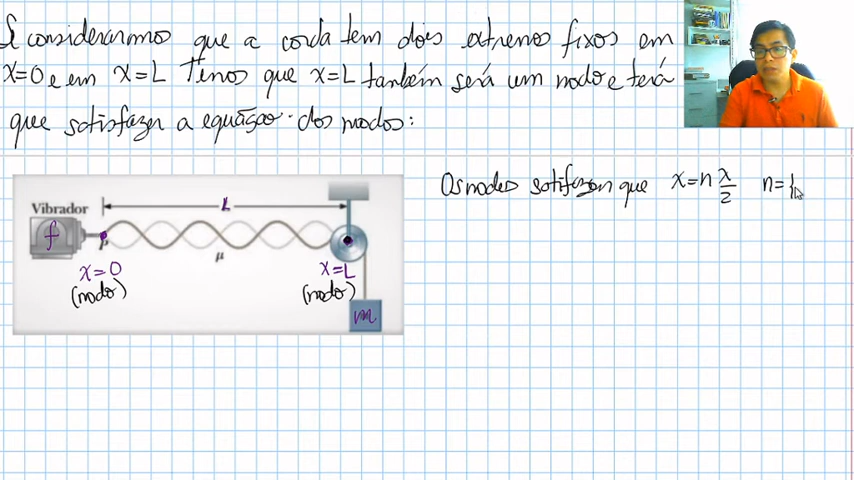 Se considerarmos que a corda tem dois extremos fixos em
x=0 e em x=L Temos que x=L também será um nodo e terá
que satisfazer a equação dos nodos:
Os nodos satisfazem que x=n λ/2 n=1
Vibrador
L
f
μ
x=0
(nodo)
x=L
(nodo)
m